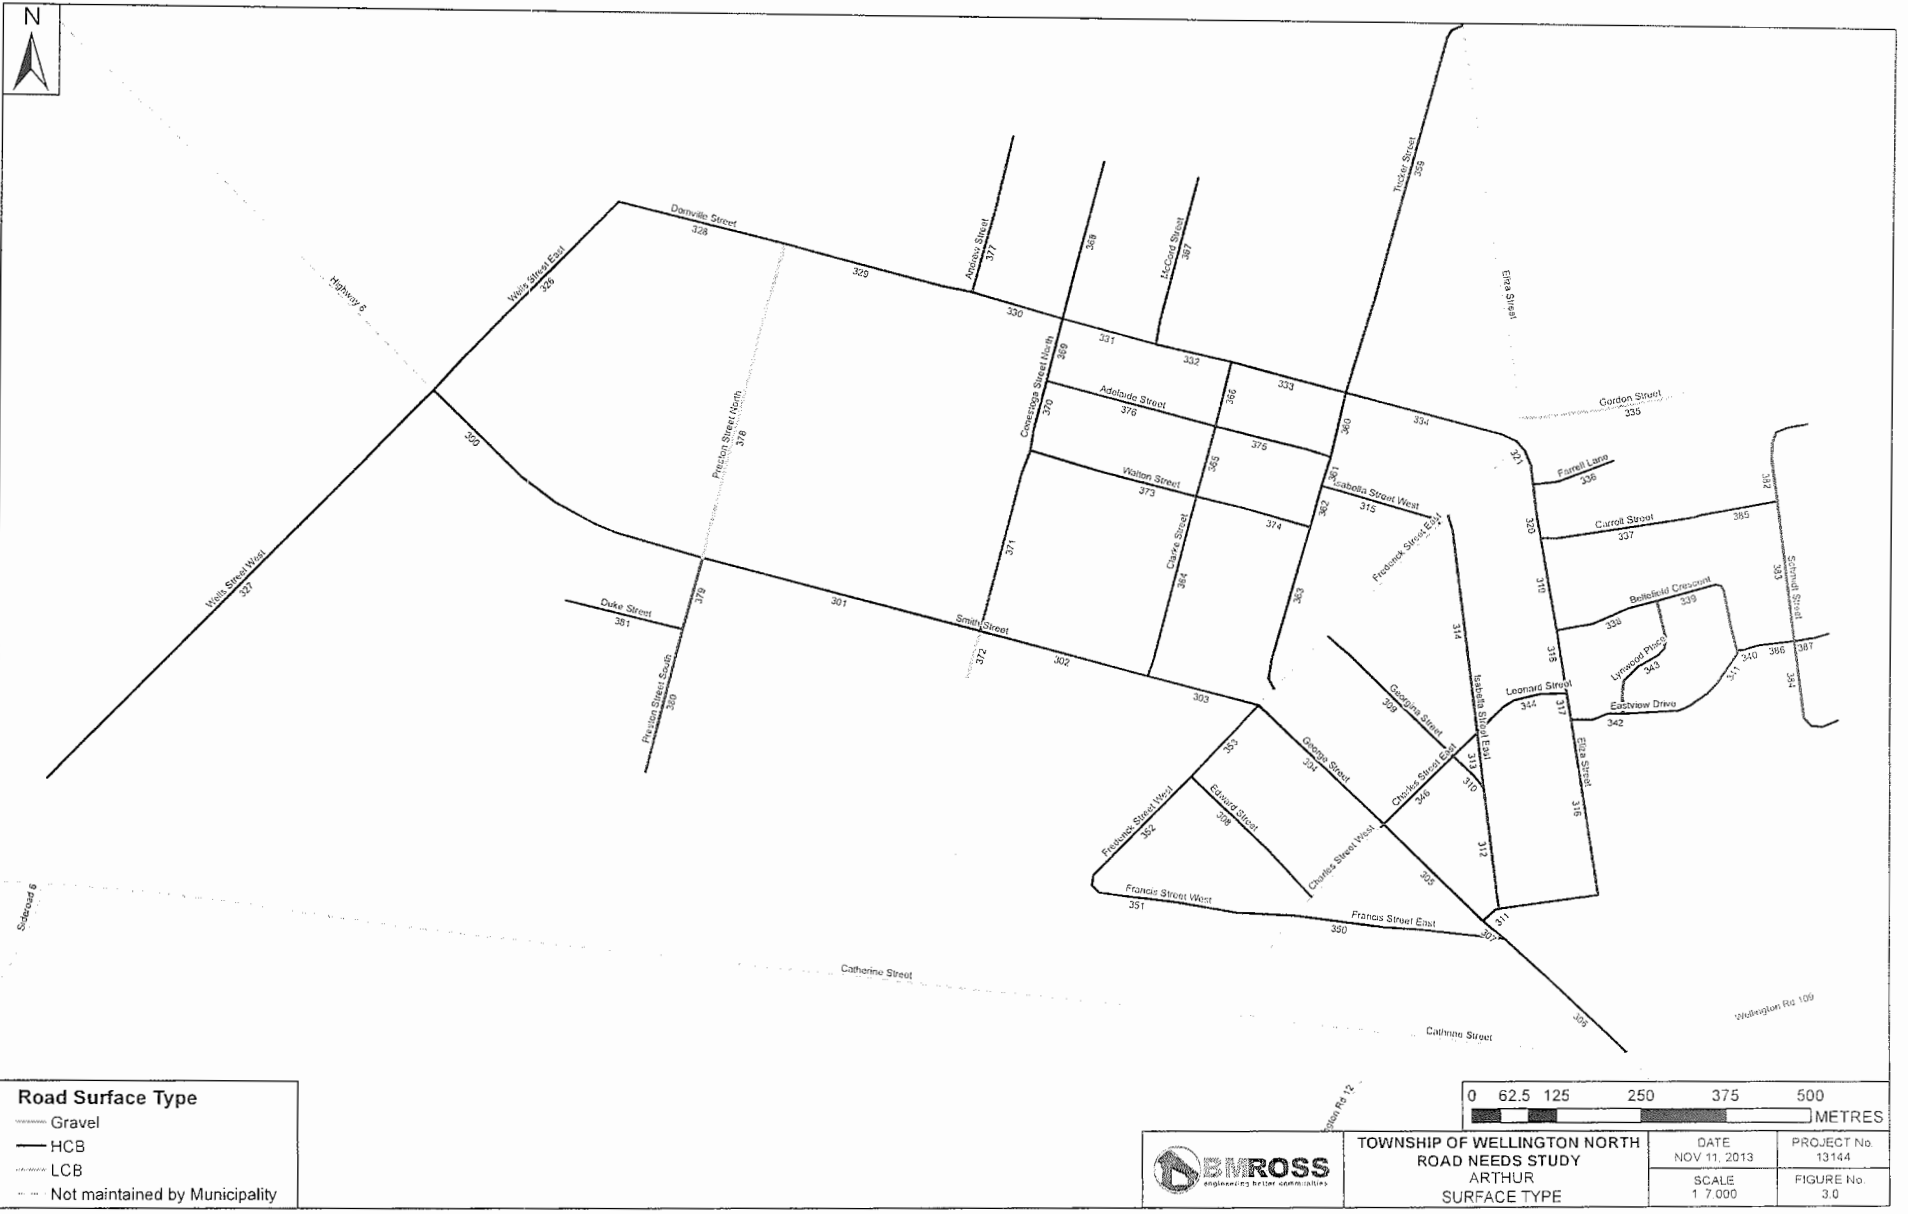 N
Tucker Street
359
Domville Street
328
Andrew Street
377
368
McCord Street
367
Wells Street East
326
Highway 6
329
330
331
332
333
334
Eliza Street
Conestoga Street North
369
370
Adelaide Street
376
366
375
360
361
Gordon Street
335
321
Farrell Lane
336
Preston Street North
378
300
Walton Street
373
365
374
362
Isabella Street West
315
Frederick Street East
320
Carroll Street
337
385
382
Wells Street West
327
371
Clarke Street
364
363
314
319
383
Schmidt Street
Bellefield Crescent
338
339
Duke Street
381
379
301
Smith Street
372
302
303
318
Lynwood Place
343
340
386
387
341
384
Preston Street South
380
Georgina Street
309
Isabella Street East
Leonard Street
344
317
Eastview Drive
342
353
George Street
304
Charles Street East
346
313
310
Eliza Street
316
Frederick Street West
352
Edward Street
308
Charles Street West
312
305
Sideroad 6
Francis Street West
351
Francis Street East
350
307
311
Catherine Street
306
Wellington Rd 109
Cathrine Street
gton Rd 12
Road Surface Type
Gravel
HCB
LCB
Not maintained by Municipality
0 62.5 125 250 375 500
METRES
BMROSS
engineering better communities
TOWNSHIP OF WELLINGTON NORTH
ROAD NEEDS STUDY
ARTHUR
SURFACE TYPE
DATE
NOV 11, 2013
PROJECT No.
13144
SCALE
1 7,000
FIGURE No.
3.0